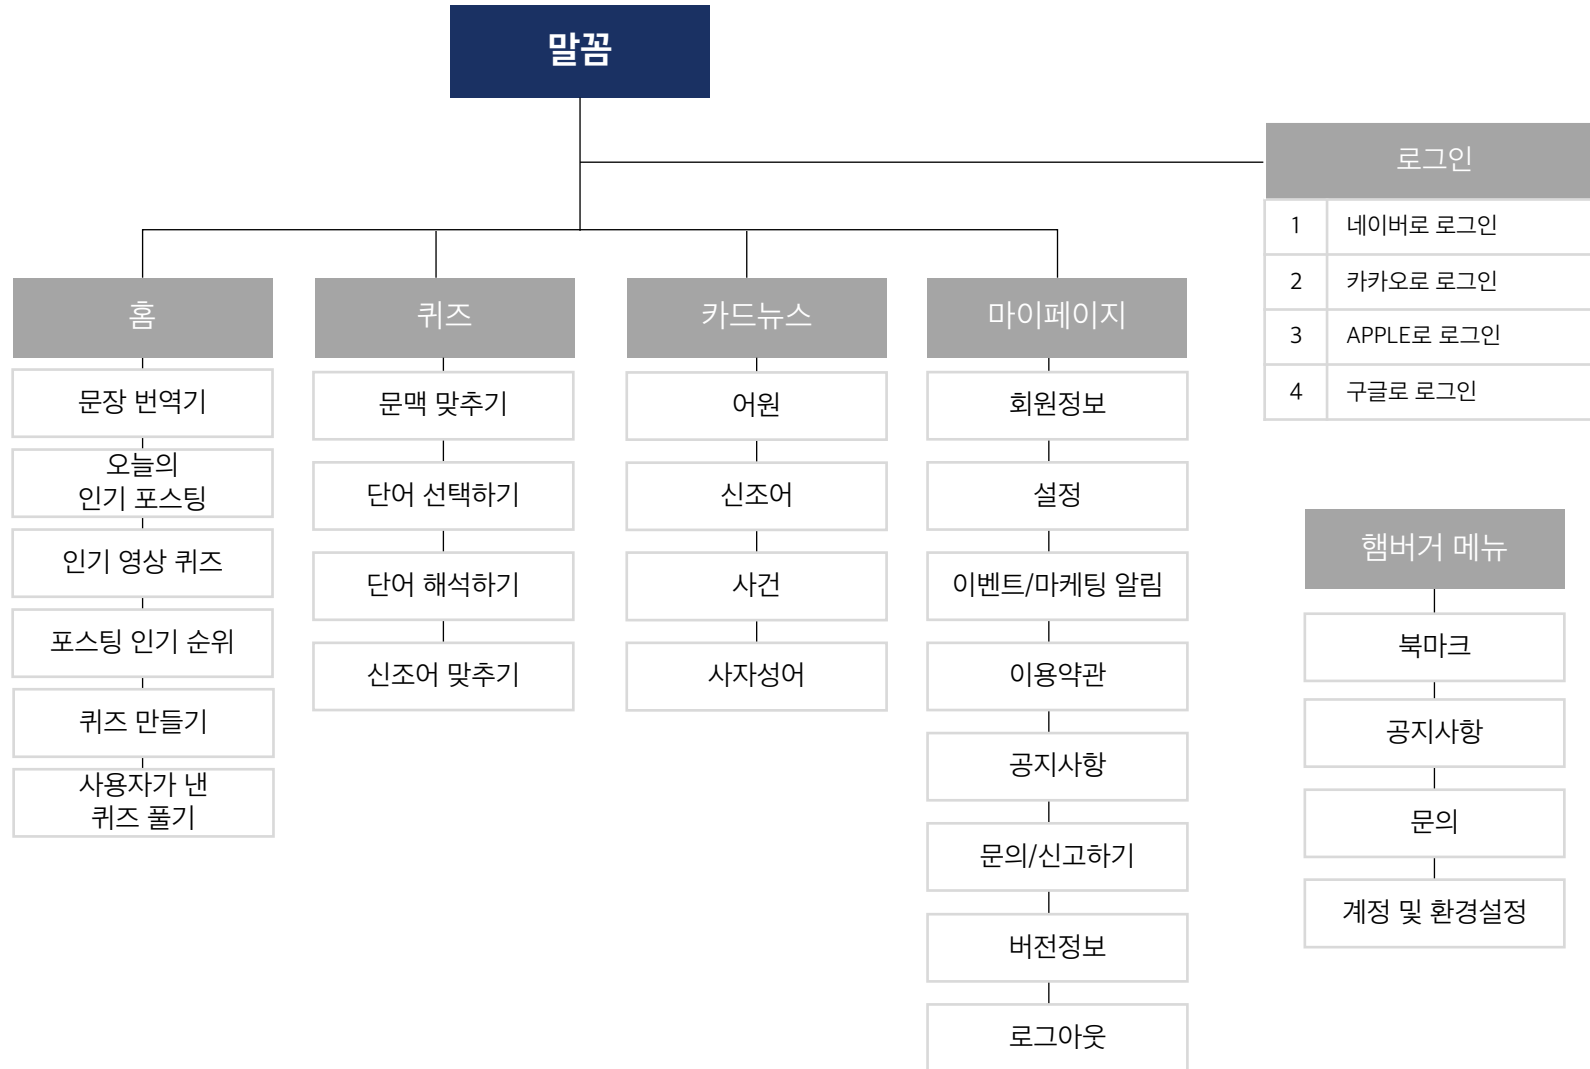 말꼼
로그인
1 네이버로 로그인
2 카카오로 로그인
3 APPLE로 로그인
4 구글로 로그인
홈
문장 번역기
오늘의
인기 포스팅
인기 영상 퀴즈
포스팅 인기 순위
퀴즈 만들기
사용자가 낸
퀴즈 풀기
퀴즈
문맥 맞추기
단어 선택하기
단어 해석하기
신조어 맞추기
카드뉴스
어원
신조어
사건
사자성어
마이페이지
회원정보
설정
이벤트/마케팅 알림
이용약관
공지사항
문의/신고하기
버전정보
로그아웃
햄버거 메뉴
북마크
공지사항
문의
계정 및 환경설정